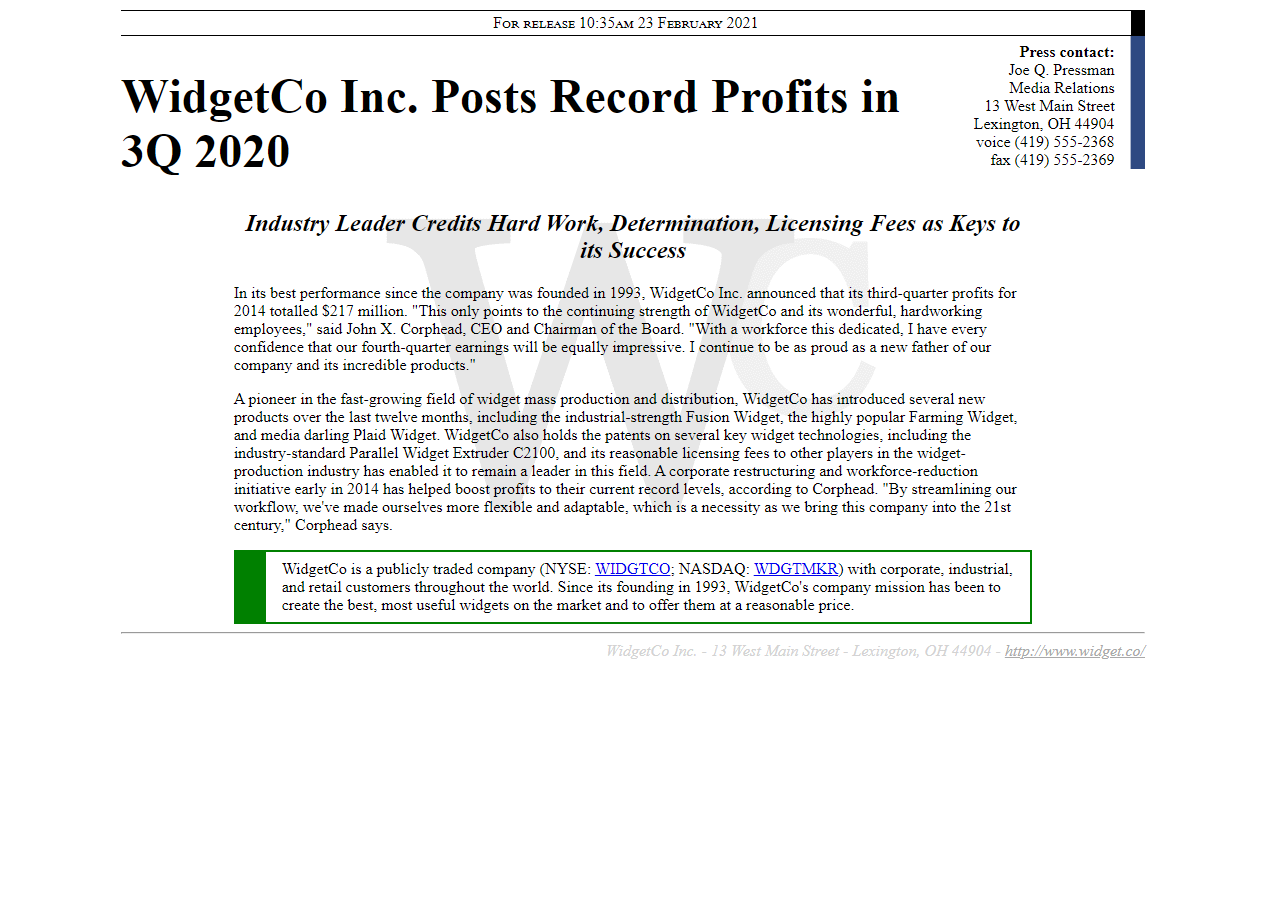 For release 10:35am 23 February 2021
Press contact:
Joe Q. Pressman
Media Relations
13 West Main Street
Lexington, OH 44904
voice (419) 555-2368
fax (419) 555-2369
WidgetCo Inc. Posts Record Profits in
3Q 2020
Industry Leader Credits Hard Work, Determination, Licensing Fees as Keys to
its Success
WC
In its best performance since the company was founded in 1993, WidgetCo Inc. announced that its third-quarter profits for
2014 totalled $217 million. "This only points to the continuing strength of WidgetCo and its wonderful, hardworking
employees," said John X. Corphead, CEO and Chairman of the Board. "With a workforce this dedicated, I have every
confidence that our fourth-quarter earnings will be equally impressive. I continue to be as proud as a new father of our
company and its incredible products."
A pioneer in the fast-growing field of widget mass production and distribution, WidgetCo has introduced several new
products over the last twelve months, including the industrial-strength Fusion Widget, the highly popular Farming Widget,
and media darling Plaid Widget. WidgetCo also holds the patents on several key widget technologies, including the
industry-standard Parallel Widget Extruder C2100, and its reasonable licensing fees to other players in the widget-
production industry has enabled it to remain a leader in this field. A corporate restructuring and workforce-reduction
initiative early in 2014 has helped boost profits to their current record levels, according to Corphead. "By streamlining our
workflow, we've made ourselves more flexible and adaptable, which is a necessity as we bring this company into the 21st
century," Corphead says.
WidgetCo is a publicly traded company (NYSE: WIDGTCO; NASDAQ: WDGTMKR) with corporate, industrial,
and retail customers throughout the world. Since its founding in 1993, WidgetCo's company mission has been to
create the best, most useful widgets on the market and to offer them at a reasonable price.
WidgetCo Inc. - 13 West Main Street - Lexington, OH 44904 - http://www.widget.co/